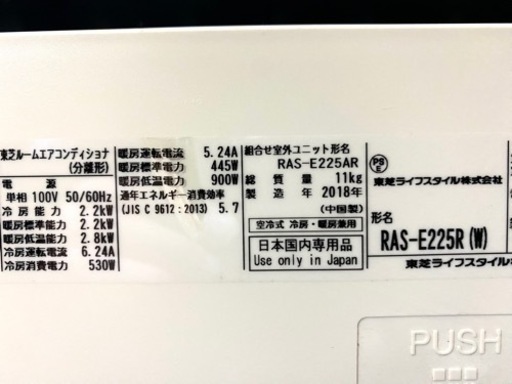 東芝ルームエアコンディショナ
(分離形)
電 源
単相 100V 50/60Hz
冷房能力 2.2kW
暖房標準能力 2.2kW
暖房低温能力 2.8kW
冷房運転電流 6.24A
冷房消費電力 530W
暖房運転電流 5.24A
暖房標準電力 445W
暖房低温電力 900W
通年エネルギー消費効率
(JIS C 9612:2013) 5.7
組合せ室外ユニット形名
RAS-E225AR
総 質 量 11kg
製 造 年 2018年
(中国製)
空冷式 冷房・暖房兼用
日本国内専用品
Use only in Japan
PS
E
東芝ライフスタイル株式会社
形名
RAS-E225R(W)
東芝ライフスタイル
PUSH